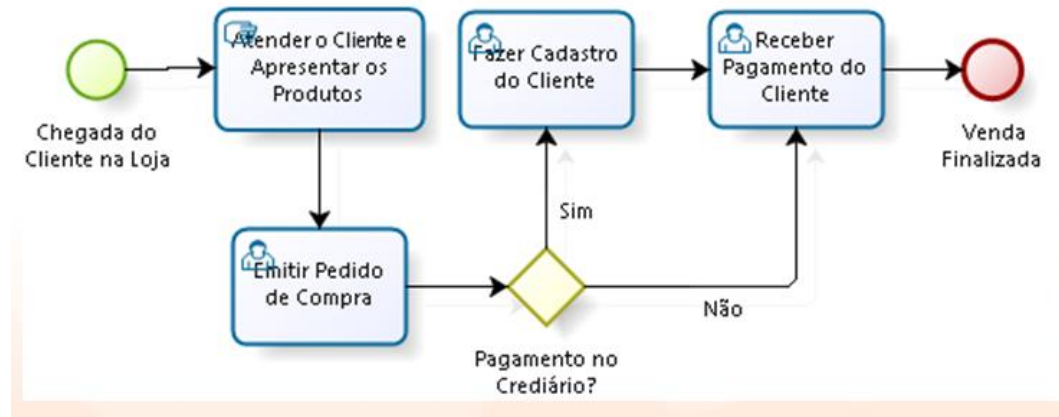 Chegada do
Cliente na Loja
Atender o Cliente e
Apresentar os
Produtos
Emitir Pedido
de Compra
Pagamento no
Crediário?
Sim
Não
Fazer Cadastro
do Cliente
Receber
Pagamento do
Cliente
Venda
Finalizada